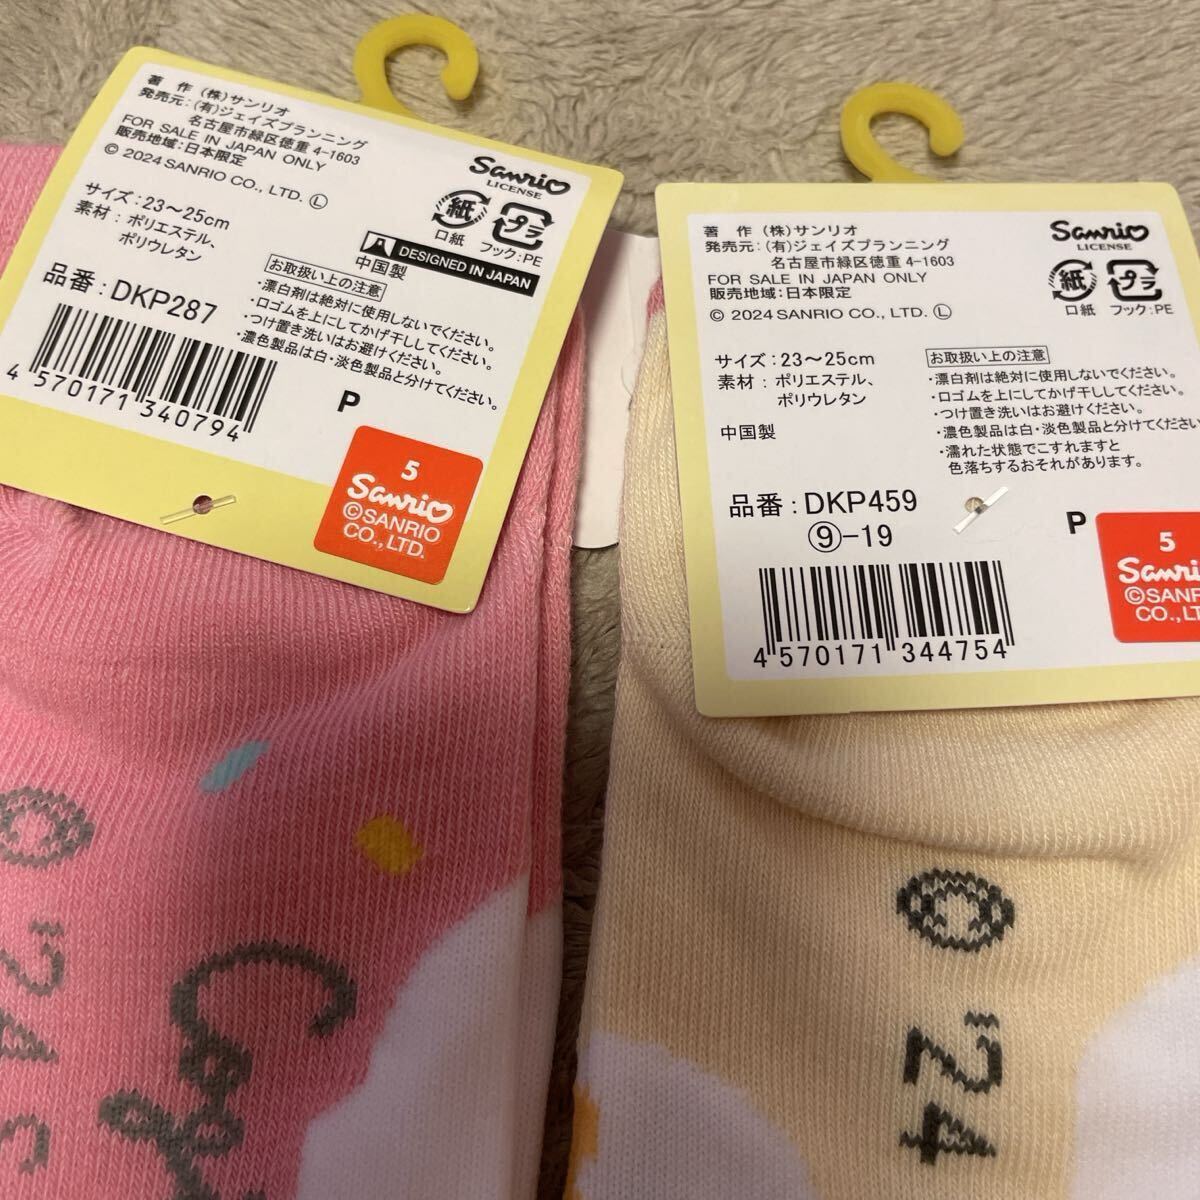 著 作 (株)サンリオ
発売元:(有)ジェイズプランニング
名古屋市緑区徳重 4-1603
FOR SALE IN JAPAN ONLY
販売地域:日本限定
© 2024 SANRIO CO., LTD. Ⓛ
Sanrio
LICENSE
紙
プラ
口紙
フック:PE
サイズ:23～25cm
素材:ポリエステル、
ポリウレタン
DESIGNED IN JAPAN
中国製
品番:DKP287
お取扱い上の注意
・漂白剤は絶対に使用しないでください。
・口ゴムを上にしてかげ干ししてください。
・つけ置き洗いはお避けください。
・濃色製品は白・淡色製品と分けてください。
4 570171 340794
P
5
Sanrio
©SANRIO
CO.,LTD.
著 作 (株)サンリオ
発売元:(有)ジェイズプランニング
名古屋市緑区徳重 4-1603
FOR SALE IN JAPAN ONLY
販売地域:日本限定
© 2024 SANRIO CO., LTD. Ⓛ
Sanrio
LICENSE
紙
プラ
口紙
フック:PE
サイズ:23～25cm
素材:ポリエステル、
ポリウレタン
中国製
お取扱い上の注意
・漂白剤は絶対に使用しないでください。
・口ゴムを上にしてかげ干ししてください。
・つけ置き洗いはお避けください。
・濃色製品は白・淡色製品と分けてください
・濡れた状態でこすれますと
色落ちするおそれがあります。
品番:DKP459
⑨-19
4 570171 344754
P
5
Sanri
©SANR
CO.,LT
© '24
© '24 S